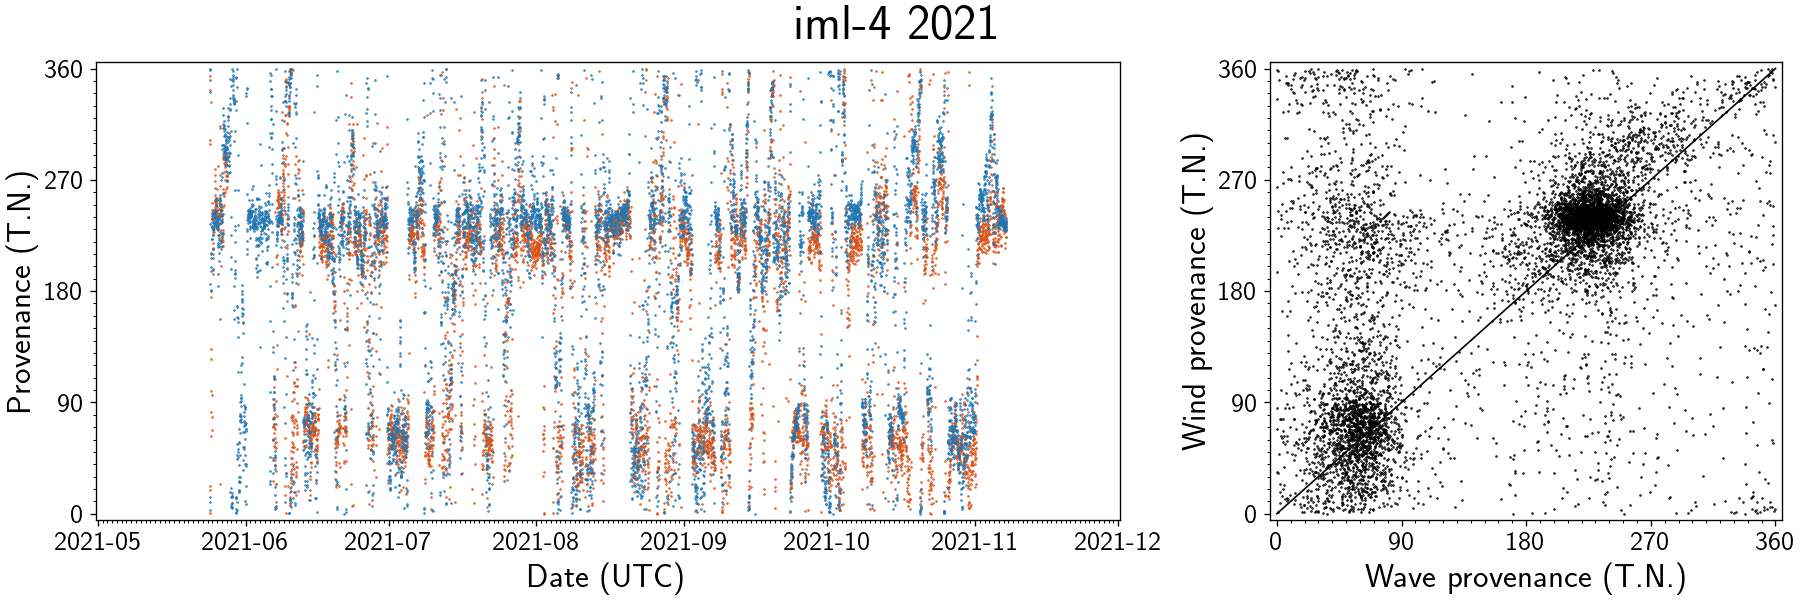 iml-4 2021
Provenance (T.N.)
360
270
180
90
0
2021-05 2021-06 2021-07 2021-08 2021-09 2021-10 2021-11 2021-12
Date (UTC)
Wind provenance (T.N.)
360
270
180
90
0
0 90 180 270 360
Wave provenance (T.N.)